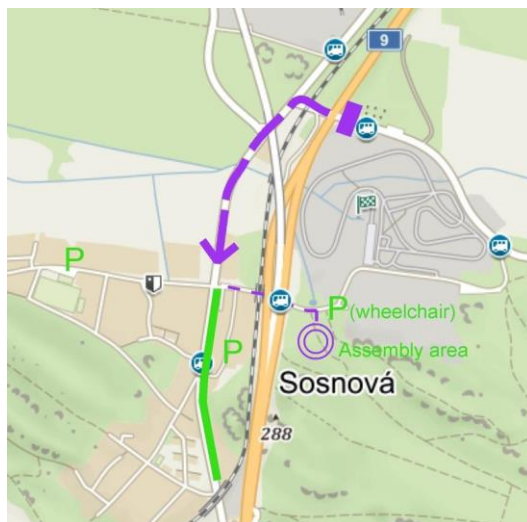 9
P
P
(wheelchair)
Assembly area
P
Sosnová
288